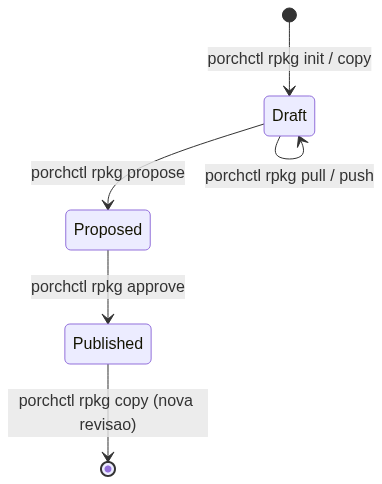 porchctl rpkg init / copy
Draft
porchctl rpkg propose
porchctl rpkg pull / push
Proposed
porchctl rpkg approve
Published
porchctl rpkg copy (nova
revisao)